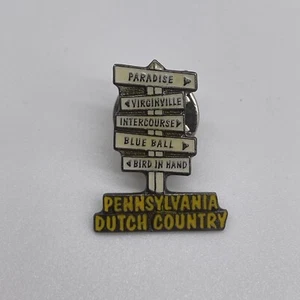 PARADISE
VIRGINVILLE
INTERCOURSE
BLUE BALL
BIRD IN HAND
PENNSYLVANIA
DUTCH COUNTRY